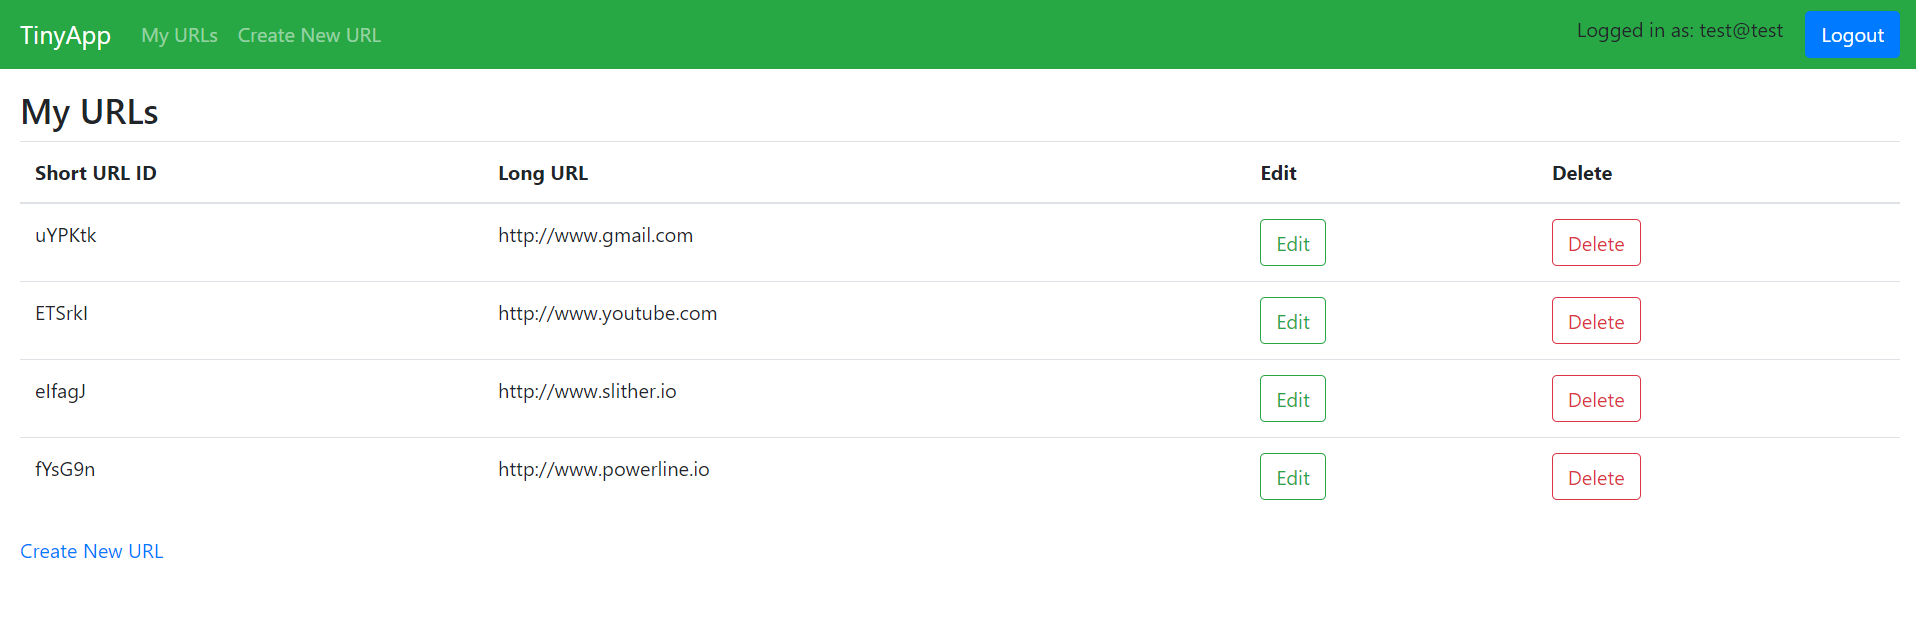 TinyApp My URLs Create New URL Logged in as: test@test Logout
My URLs
Short URL ID Long URL Edit Delete
uYPKtk http://www.gmail.com Edit Delete
ETSrkI http://www.youtube.com Edit Delete
eIfagJ http://www.slither.io Edit Delete
fYsG9n http://www.powerline.io Edit Delete
Create New URL